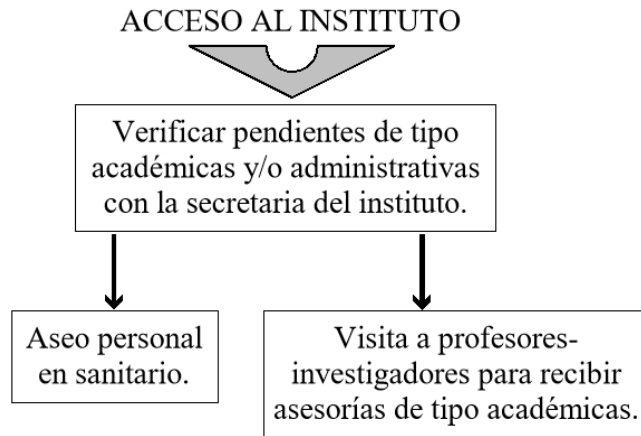 ACCESO AL INSTITUTO
Verificar pendientes de tipo
académicas y/o administrativas
con la secretaria del instituto.
Aseo personal
en sanitario.
Visita a profesores-
investigadores para recibir
asesorías de tipo académicas.